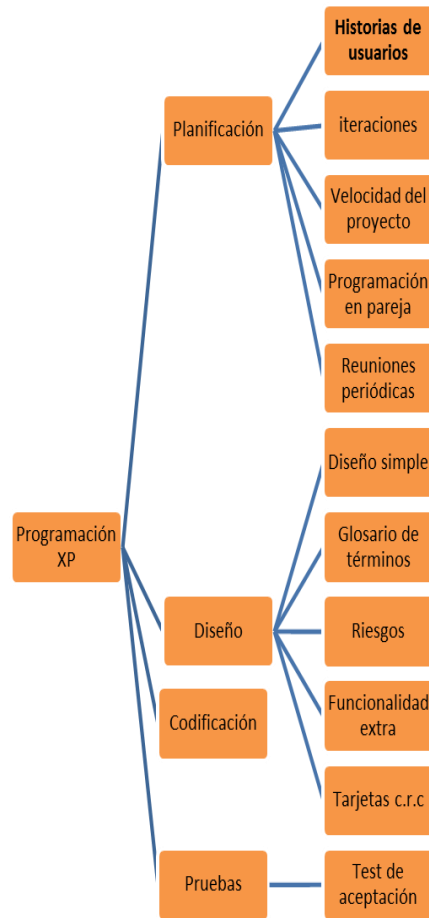 Programación
XP
Planificación
Historias de
usuarios
iteraciones
Velocidad del
proyecto
Programación
en pareja
Reuniones
periódicas
Diseño
Diseño simple
Glosario de
términos
Riesgos
Funcionalidad
extra
Tarjetas c.r.c
Codificación
Pruebas
Test de
aceptación